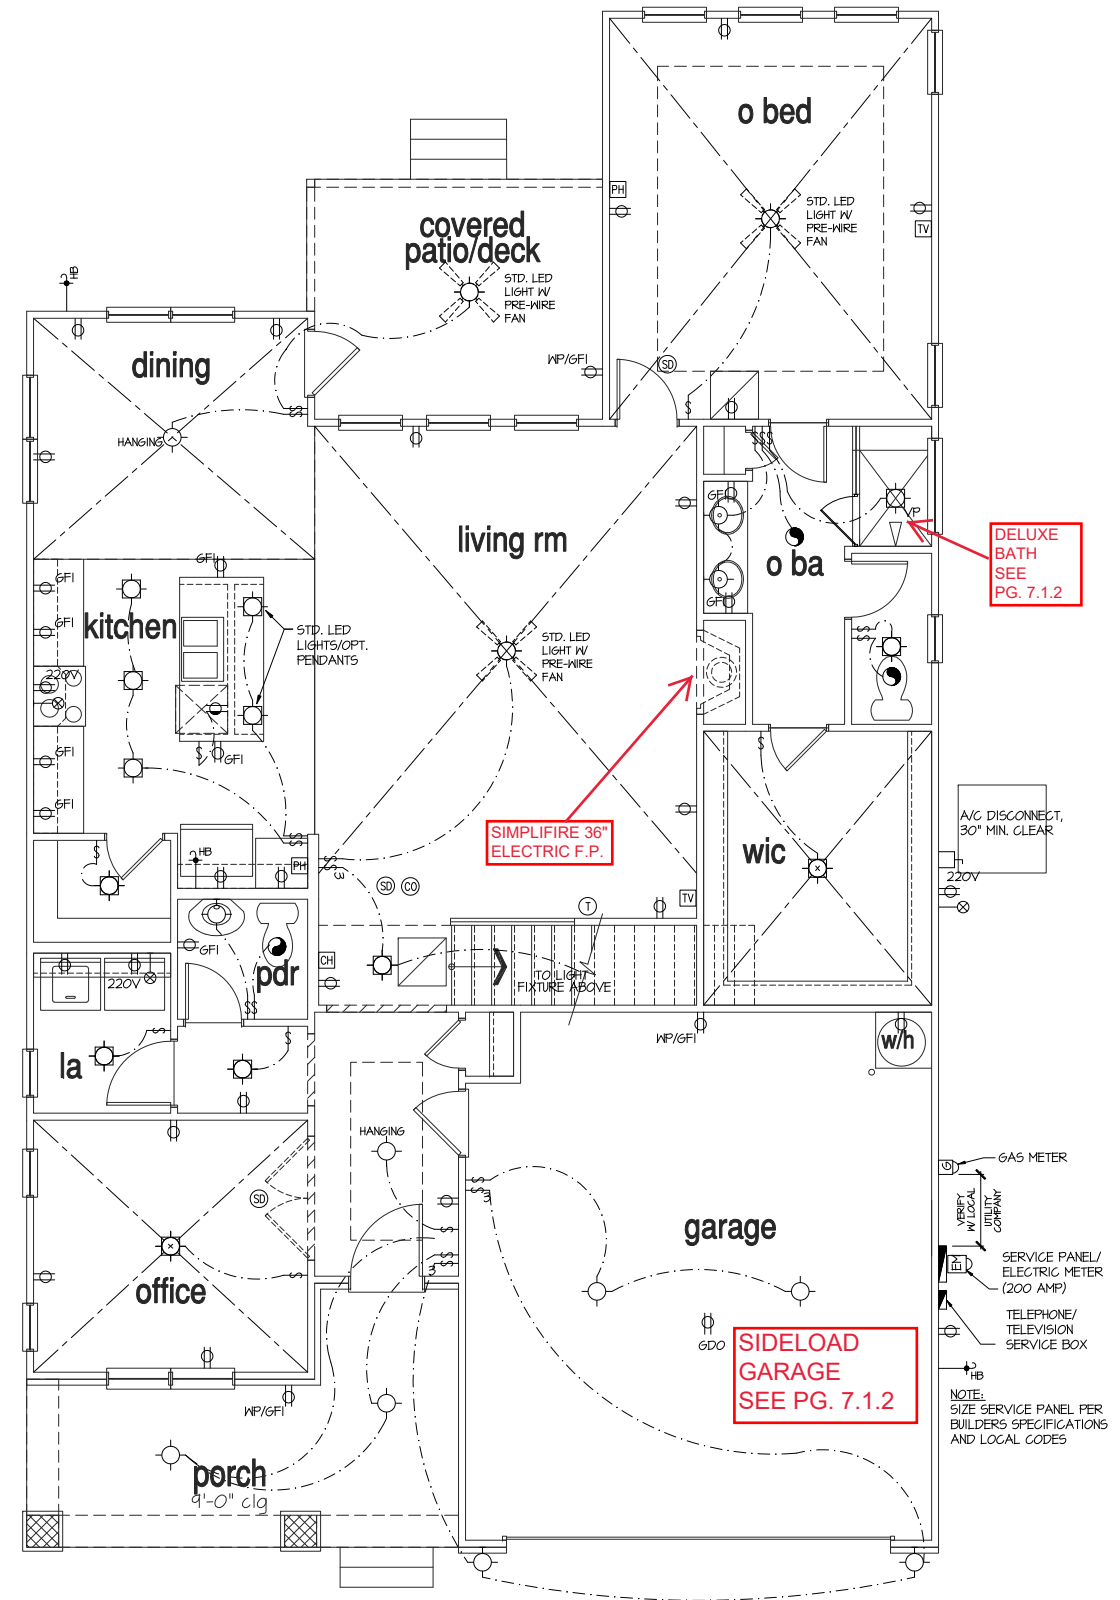 o bed
PH
STD. LED
LIGHT W/
PRE-WIRE
FAN
TV
covered
patio/deck
STD. LED
LIGHT W/
PRE-WIRE
FAN
HB
dining
WP/GFI
SD
HANGING
GFI
living rm
VP
DELUXE
BATH
SEE
PG. 7.1.2
o ba
GFI
GFI
GFI
GFI
kitchen
STD. LED
LIGHTS/OPT.
PENDANTS
STD. LED
LIGHT W/
PRE-WIRE
FAN
220V
GFI
GFI
GFI
SIMPLIFIRE 36"
ELECTRIC F.P.
A/C DISCONNECT,
30" MIN. CLEAR
wic
HB
PH
220V
SD
CO
TV
T
GFI
pdr
CH
TO LIGHT
FIXTURE ABOVE
220V
WP/GFI
w/h
la
HANGING
GAS METER
G
VERIFY
W/ LOCAL
UTILITY
COMPANY
SD
garage
EM
SERVICE PANEL/
ELECTRIC METER
(200 AMP)
office
TELEPHONE/
TELEVISION
SERVICE BOX
GDO
SIDELOAD
GARAGE
SEE PG. 7.1.2
HB
WP/GFI
NOTE:
SIZE SERVICE PANEL PER
BUILDERS SPECIFICATIONS
AND LOCAL CODES
porch
9'-0" clg